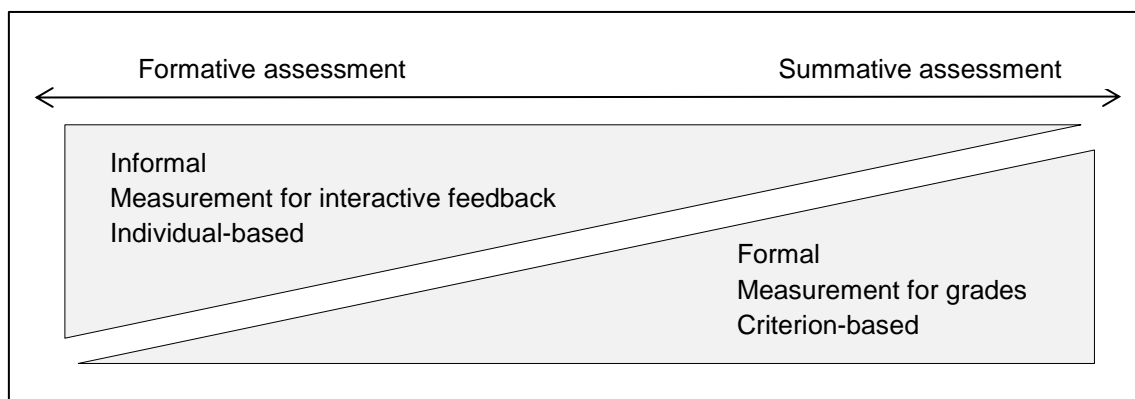 Formative assessment
Summative assessment
Informal
Measurement for interactive feedback
Individual-based
Formal
Measurement for grades
Criterion-based